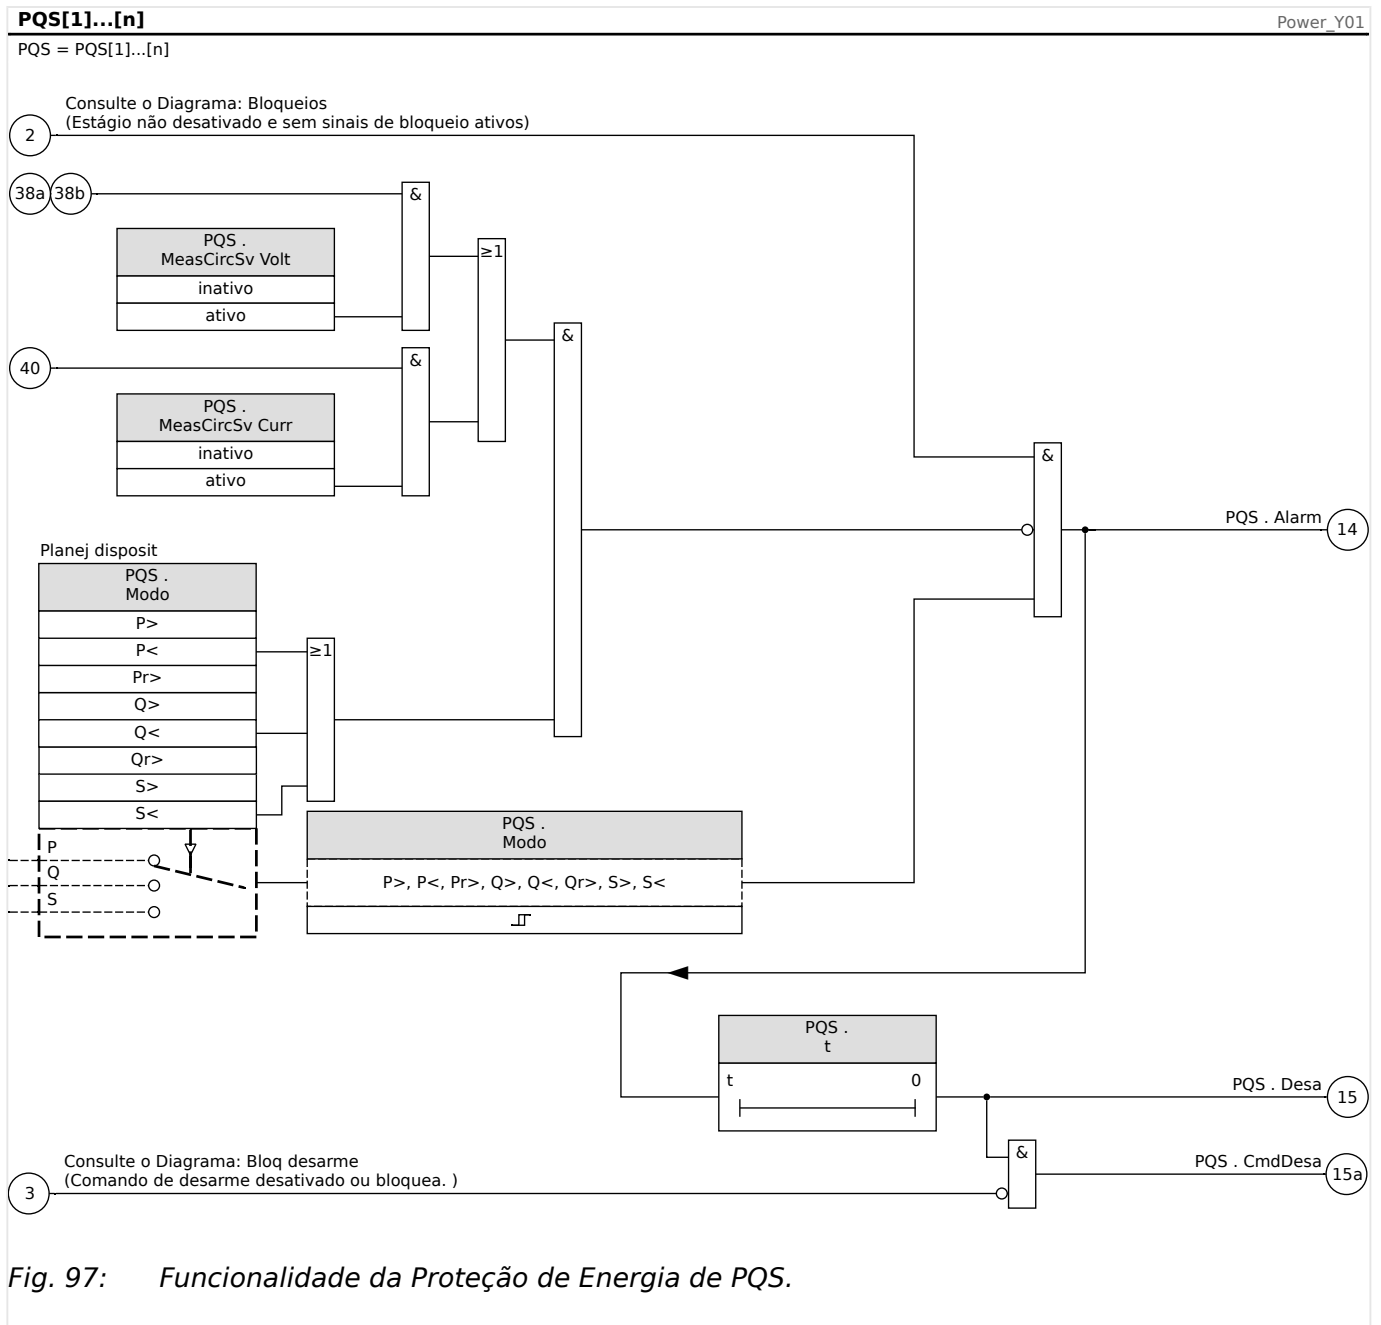 PQS[1]...[n]
Power_Y01
PQS = PQS[1]...[n]
Consulte o Diagrama: Bloqueios
(Estágio não desativado e sem sinais de bloqueio ativos)
2
38a 38b
&
PQS .
MeasCircSv Volt
inativo
ativo
≥1
&
40
&
PQS .
MeasCircSv Curr
inativo
ativo
&
PQS . Alarm
14
Planej disposit
PQS .
Modo
P>
P<
Pr>
Q>
Q<
Qr>
S>
S<
≥1
P
Q
S
PQS .
Modo
P>, P<, Pr>, Q>, Q<, Qr>, S>, S<
PQS .
t
t 0
PQS . Desa
15
&
PQS . CmdDesa
15a
Consulte o Diagrama: Bloq desarme
(Comando de desarme desativado ou bloquea. )
3
Fig. 97: Funcionalidade da Proteção de Energia de PQS.